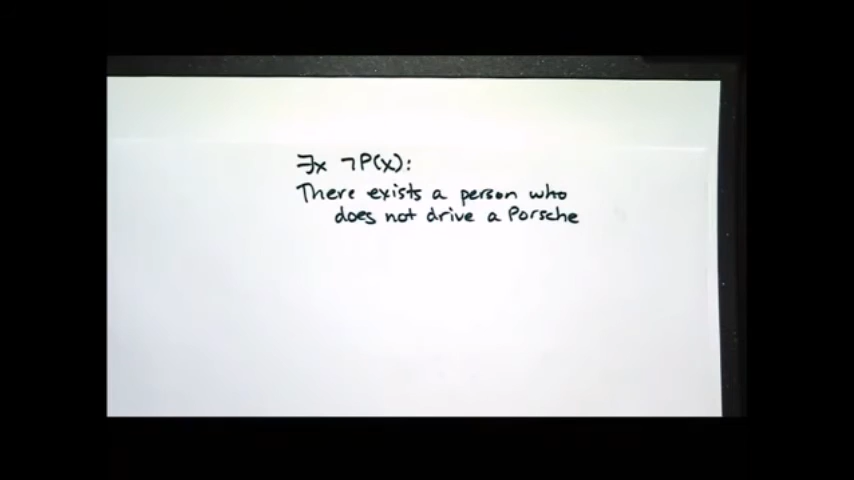 ∃x ¬P(x):
There exists a person who
does not drive a Porsche